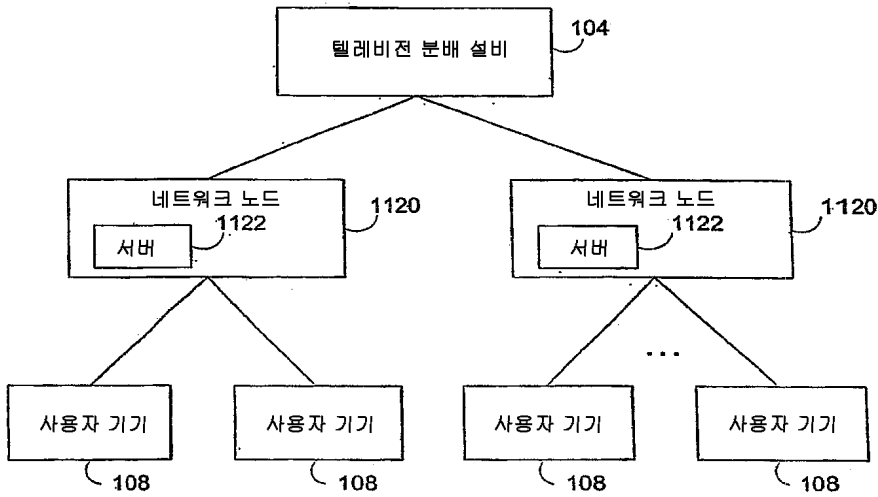 104
텔레비전 분배 설비
네트워크 노드
1120
1122
서버
네트워크 노드
1120
1122
서버
...
사용자 기기
사용자 기기
사용자 기기
사용자 기기
108
108
108
108